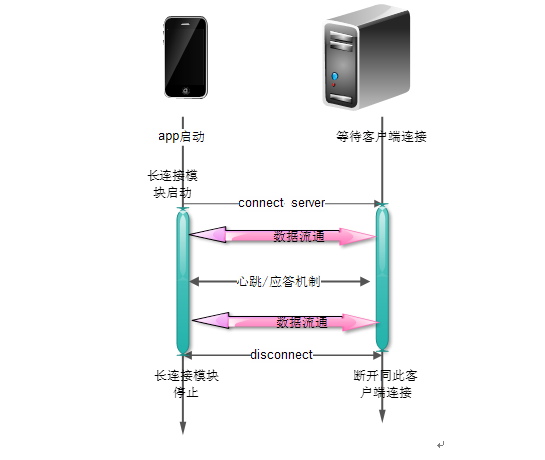 app启动
等待客户端连接
长连接模
块启动
connect server
数据流通
心跳/应答机制
数据流通
disconnect
长连接模块
停止
断开同此客
户端连接